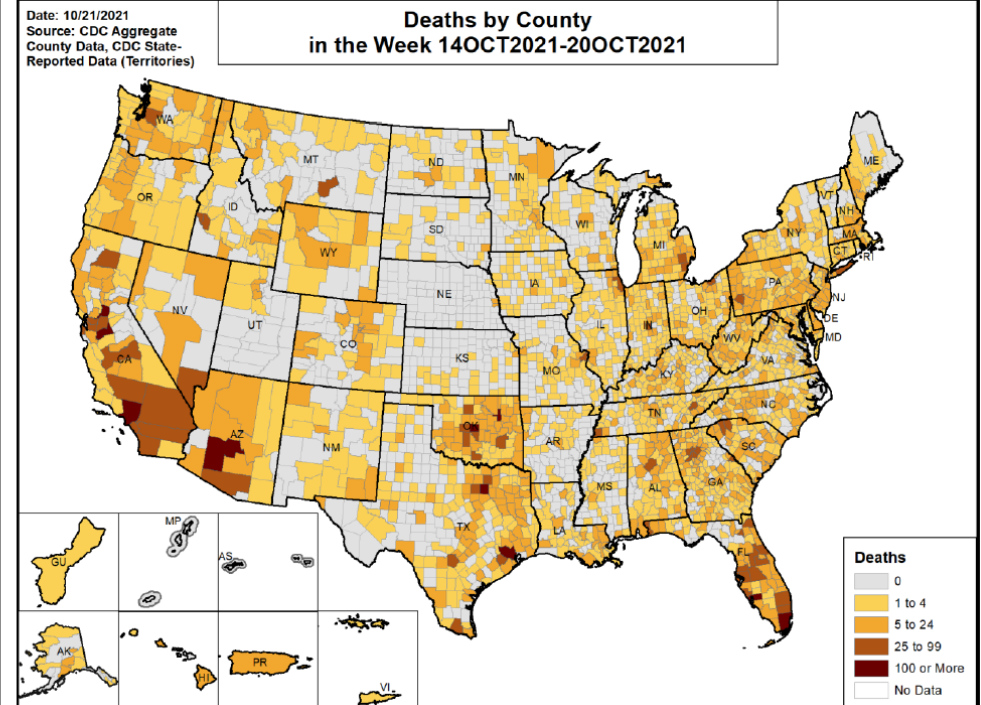 Date: 10/21/2021
Source: CDC Aggregate
County Data, CDC State-
Reported Data (Territories)
Deaths by County
in the Week 14OCT2021-20OCT2021
WA
MT
ND
MN
ME
OR
ID
SD
WI
MI
VT
NH
NY
MA
CT
RI
WY
NE
IA
PA
NJ
NV
UT
CO
KS
MO
IL
IN
OH
DE
MD
WV
VA
KY
CA
AZ
NM
OK
AR
TN
NC
SC
MS
AL
GA
TX
LA
FL
GU
MP
AS
AK
HI
PR
VI
Deaths
0
1 to 4
5 to 24
25 to 99
100 or More
No Data